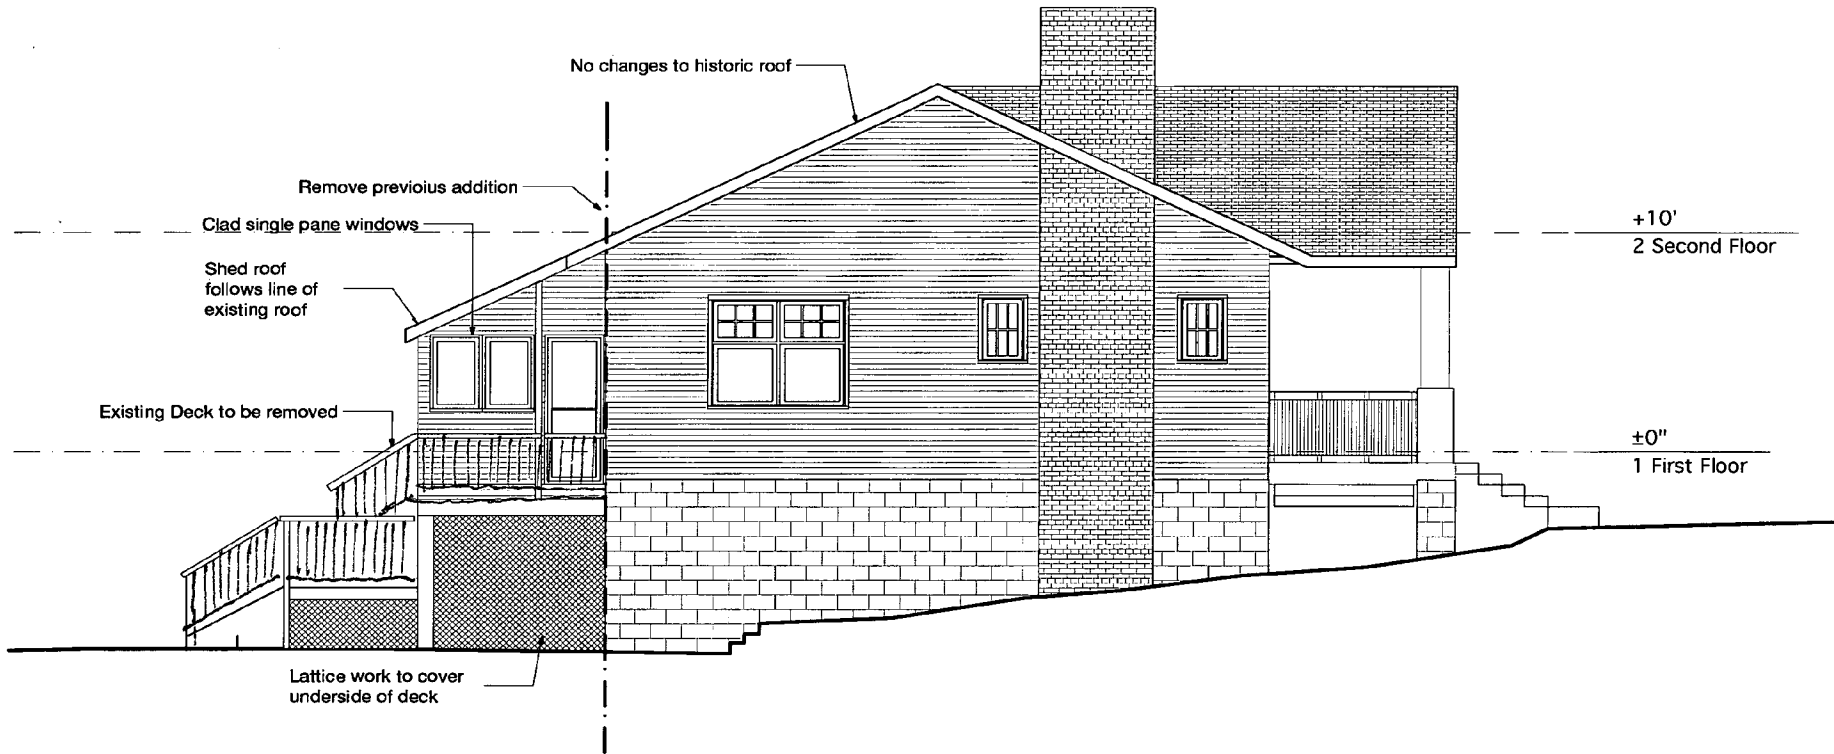 No changes to historic roof
Remove previoius addition
Clad single pane windows
Shed roof
follows line of
existing roof
+10'
2 Second Floor
Existing Deck to be removed
±0"
1 First Floor
Lattice work to cover
underside of deck